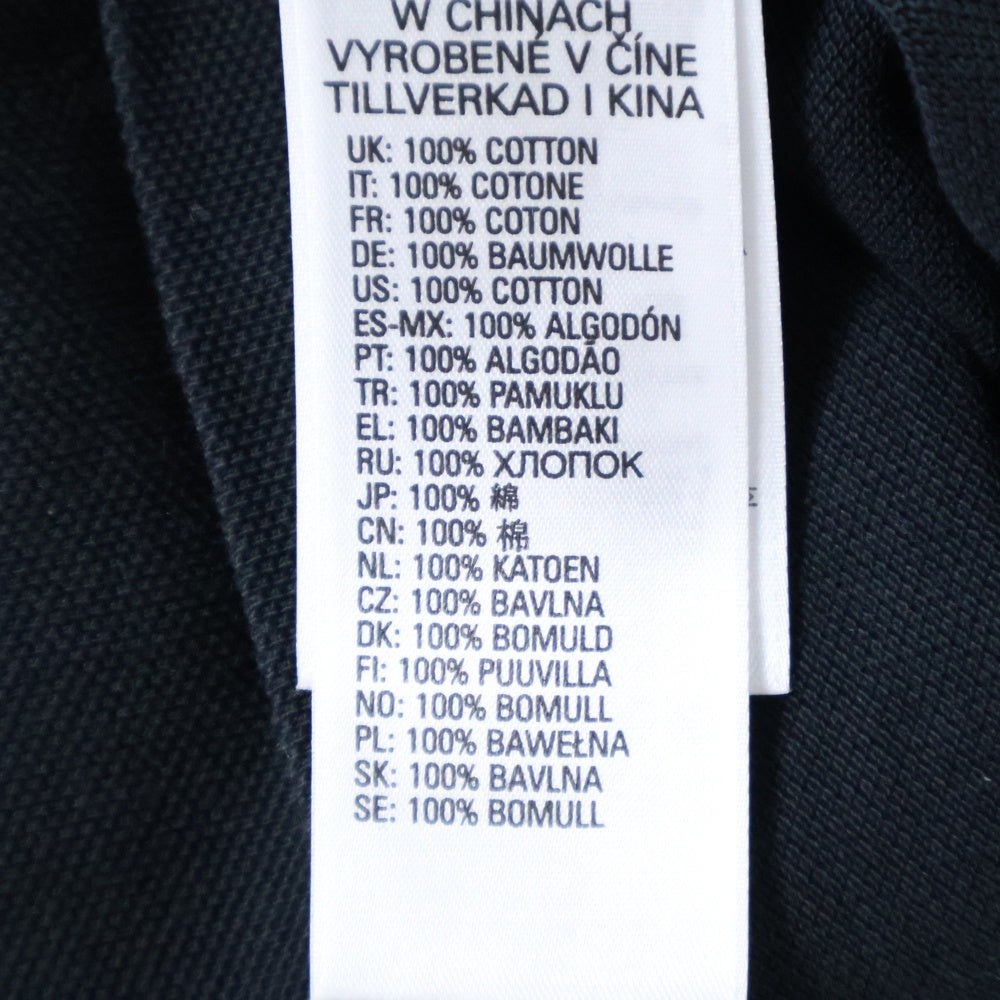 W CHINACH
VYROBENÉ V ČÍNE
TILLVERKAD I KINA
UK: 100% COTTON
IT: 100% COTONE
FR: 100% COTON
DE: 100% BAUMWOLLE
US: 100% COTTON
ES-MX: 100% ALGODÓN
PT: 100% ALGODÃO
TR: 100% PAMUKLU
EL: 100% BAMBAKI
RU: 100% ХЛОПОК
JP: 100% 綿
CN: 100% 棉
NL: 100% KATOEN
CZ: 100% BAVLNA
DK: 100% BOMULD
FI: 100% PUUVILLA
NO: 100% BOMULL
PL: 100% BAWEŁNA
SK: 100% BAVLNA
SE: 100% BOMULL